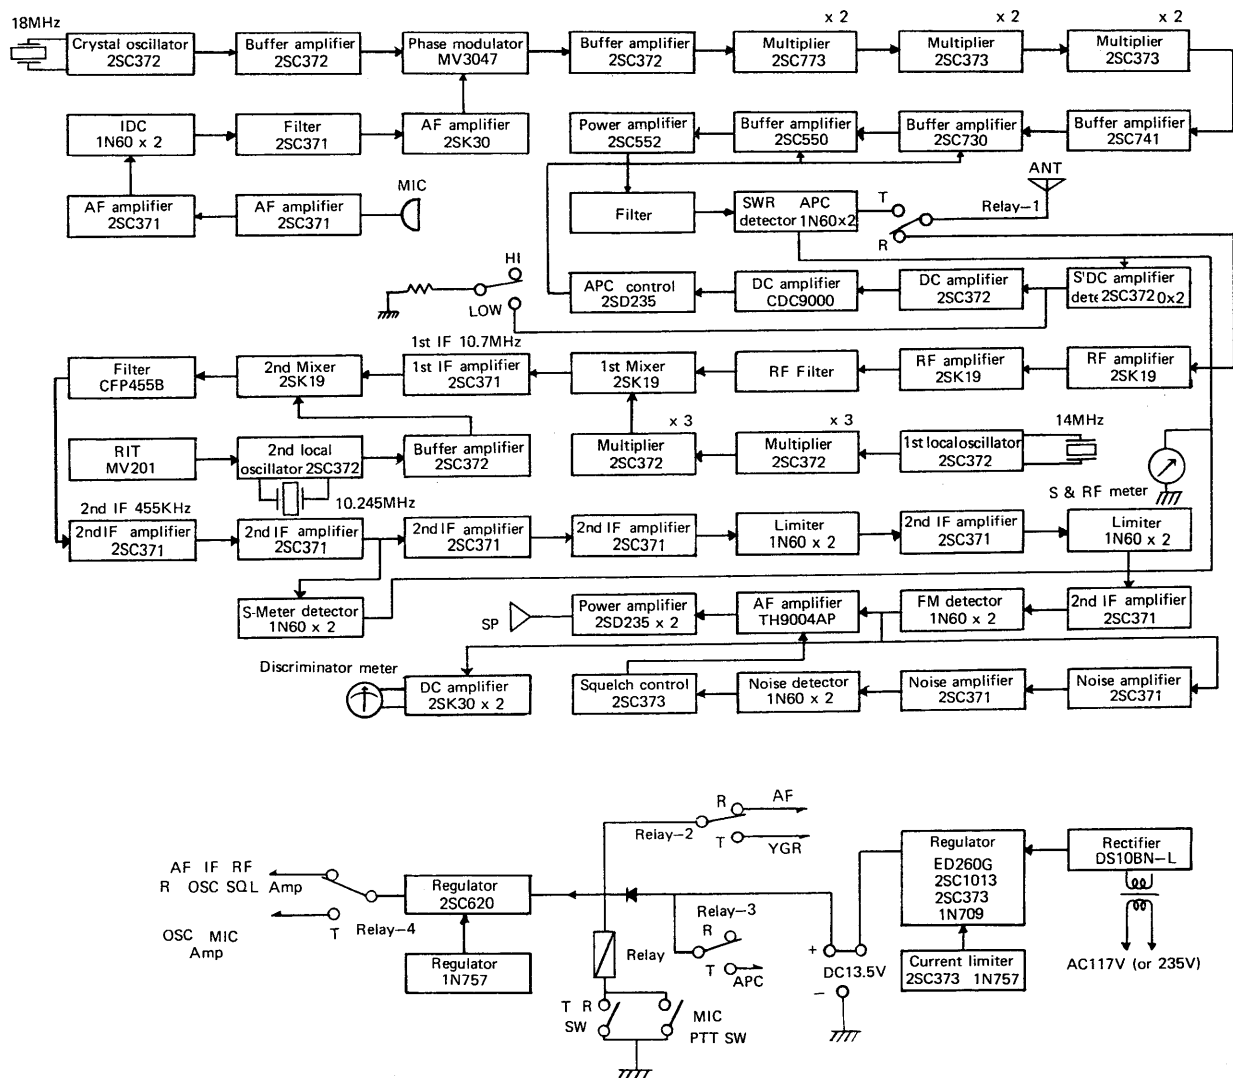 18MHz
x 2
x 2
x 2
Crystal oscillator
2SC372
Buffer amplifier
2SC372
Phase modulator
MV3047
Buffer amplifier
2SC372
Multiplier
2SC773
Multiplier
2SC373
Multiplier
2SC373
IDC
1N60 x 2
Filter
2SC371
AF amplifier
2SK30
Power amplifier
2SC552
Buffer amplifier
2SC550
Buffer amplifier
2SC730
Buffer amplifier
2SC741
AF amplifier
2SC371
AF amplifier
2SC371
MIC
Filter
SWR APC
detector 1N60x2
T
R
Relay-1
ANT
HI
LOW
APC control
2SD235
DC amplifier
CDC9000
DC amplifier
2SC372
S'DC amplifier
dete 2SC372 0x2
1st IF 10.7MHz
Filter
CFP455B
2nd Mixer
2SK19
1st IF amplifier
2SC371
1st Mixer
2SK19
RF Filter
RF amplifier
2SK19
RF amplifier
2SK19
x 3
x 3
14MHz
RIT
MV201
2nd local
oscillator 2SC372
Buffer amplifier
2SC372
Multiplier
2SC372
Multiplier
2SC372
1st local oscillator
2SC372
S & RF meter
2nd IF 455KHz
10.245MHz
2nd IF amplifier
2SC371
2nd IF amplifier
2SC371
2nd IF amplifier
2SC371
2nd IF amplifier
2SC371
Limiter
1N60 x 2
2nd IF amplifier
2SC371
Limiter
1N60 x 2
S-Meter detector
1N60 x 2
SP
Power amplifier
2SD235 x 2
AF amplifier
TH9004AP
FM detector
1N60 x 2
2nd IF amplifier
2SC371
Discriminator meter
DC amplifier
2SK30 x 2
Squelch control
2SC373
Noise detector
1N60 x 2
Noise amplifier
2SC371
Noise amplifier
2SC371
R
AF
Relay-2
T
YGR
AF IF RF
R OSC SQL Amp
T
Relay-4
OSC MIC
Amp
Regulator
2SC620
Regulator
1N757
Relay-3
R
T
APC
Relay
T R
SW
MIC
PTT SW
+
DC13.5V
-
Regulator
ED260G
2SC1013
2SC373
1N709
Current limiter
2SC373 1N757
Rectifier
DS10BN-L
AC117V (or 235V)